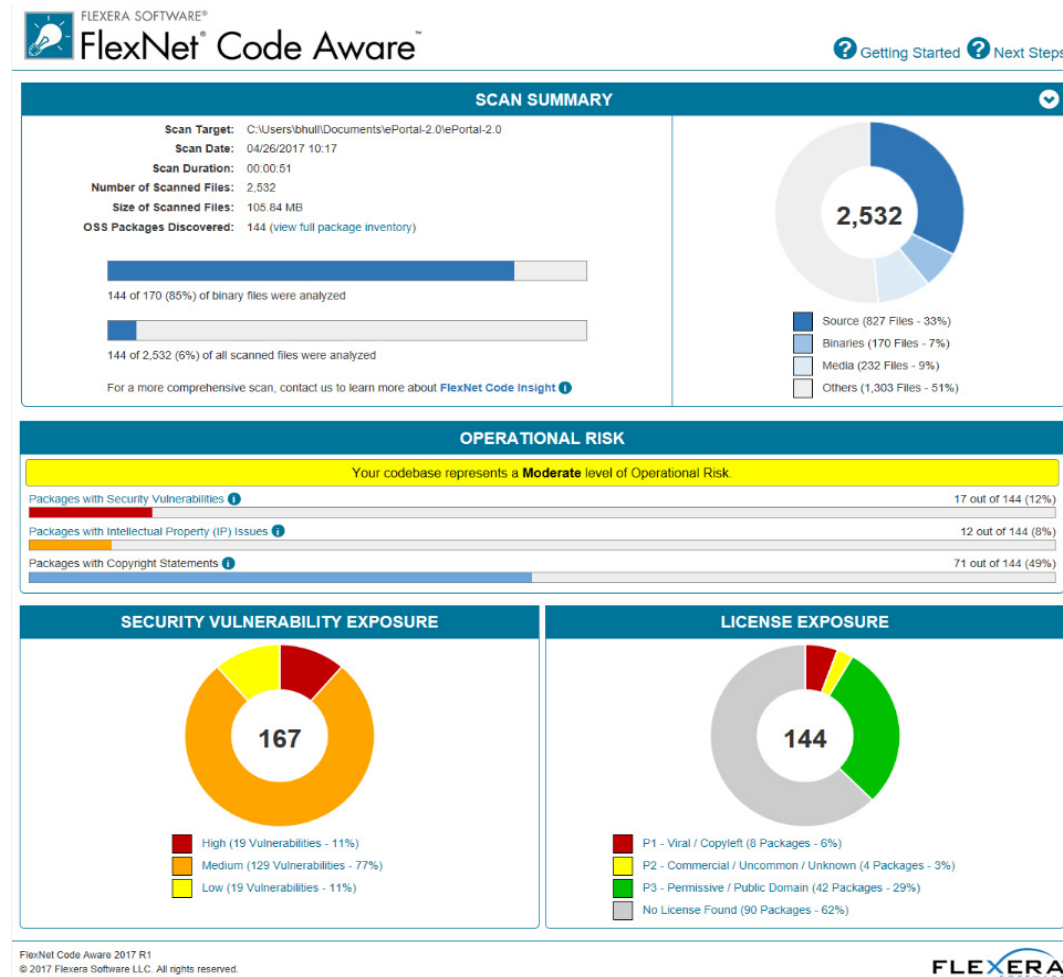 FLEXERA SOFTWARE®
FlexNet® Code Aware™
Getting Started Next Steps
SCAN SUMMARY
Scan Target: C:\Users\bhull\Documents\ePortal-2.0\ePortal-2.0
Scan Date: 04/26/2017 10:17
Scan Duration: 00:00:51
Number of Scanned Files: 2,532
Size of Scanned Files: 105.84 MB
OSS Packages Discovered: 144 (view full package inventory)
144 of 170 (85%) of binary files were analyzed
144 of 2,532 (6%) of all scanned files were analyzed
For a more comprehensive scan, contact us to learn more about FlexNet Code Insight
2,532
Source (827 Files - 33%)
Binaries (170 Files - 7%)
Media (232 Files - 9%)
Others (1,303 Files - 51%)
OPERATIONAL RISK
Your codebase represents a Moderate level of Operational Risk.
Packages with Security Vulnerabilities 17 out of 144 (12%)
Packages with Intellectual Property (IP) Issues 12 out of 144 (8%)
Packages with Copyright Statements 71 out of 144 (49%)
SECURITY VULNERABILITY EXPOSURE
167
High (19 Vulnerabilities - 11%)
Medium (129 Vulnerabilities - 77%)
Low (19 Vulnerabilities - 11%)
LICENSE EXPOSURE
144
P1 - Viral / Copyleft (8 Packages - 6%)
P2 - Commercial / Uncommon / Unknown (4 Packages - 3%)
P3 - Permissive / Public Domain (42 Packages - 29%)
No License Found (90 Packages - 62%)
FlexNet Code Aware 2017 R1
© 2017 Flexera Software LLC. All rights reserved.
FLEXERA